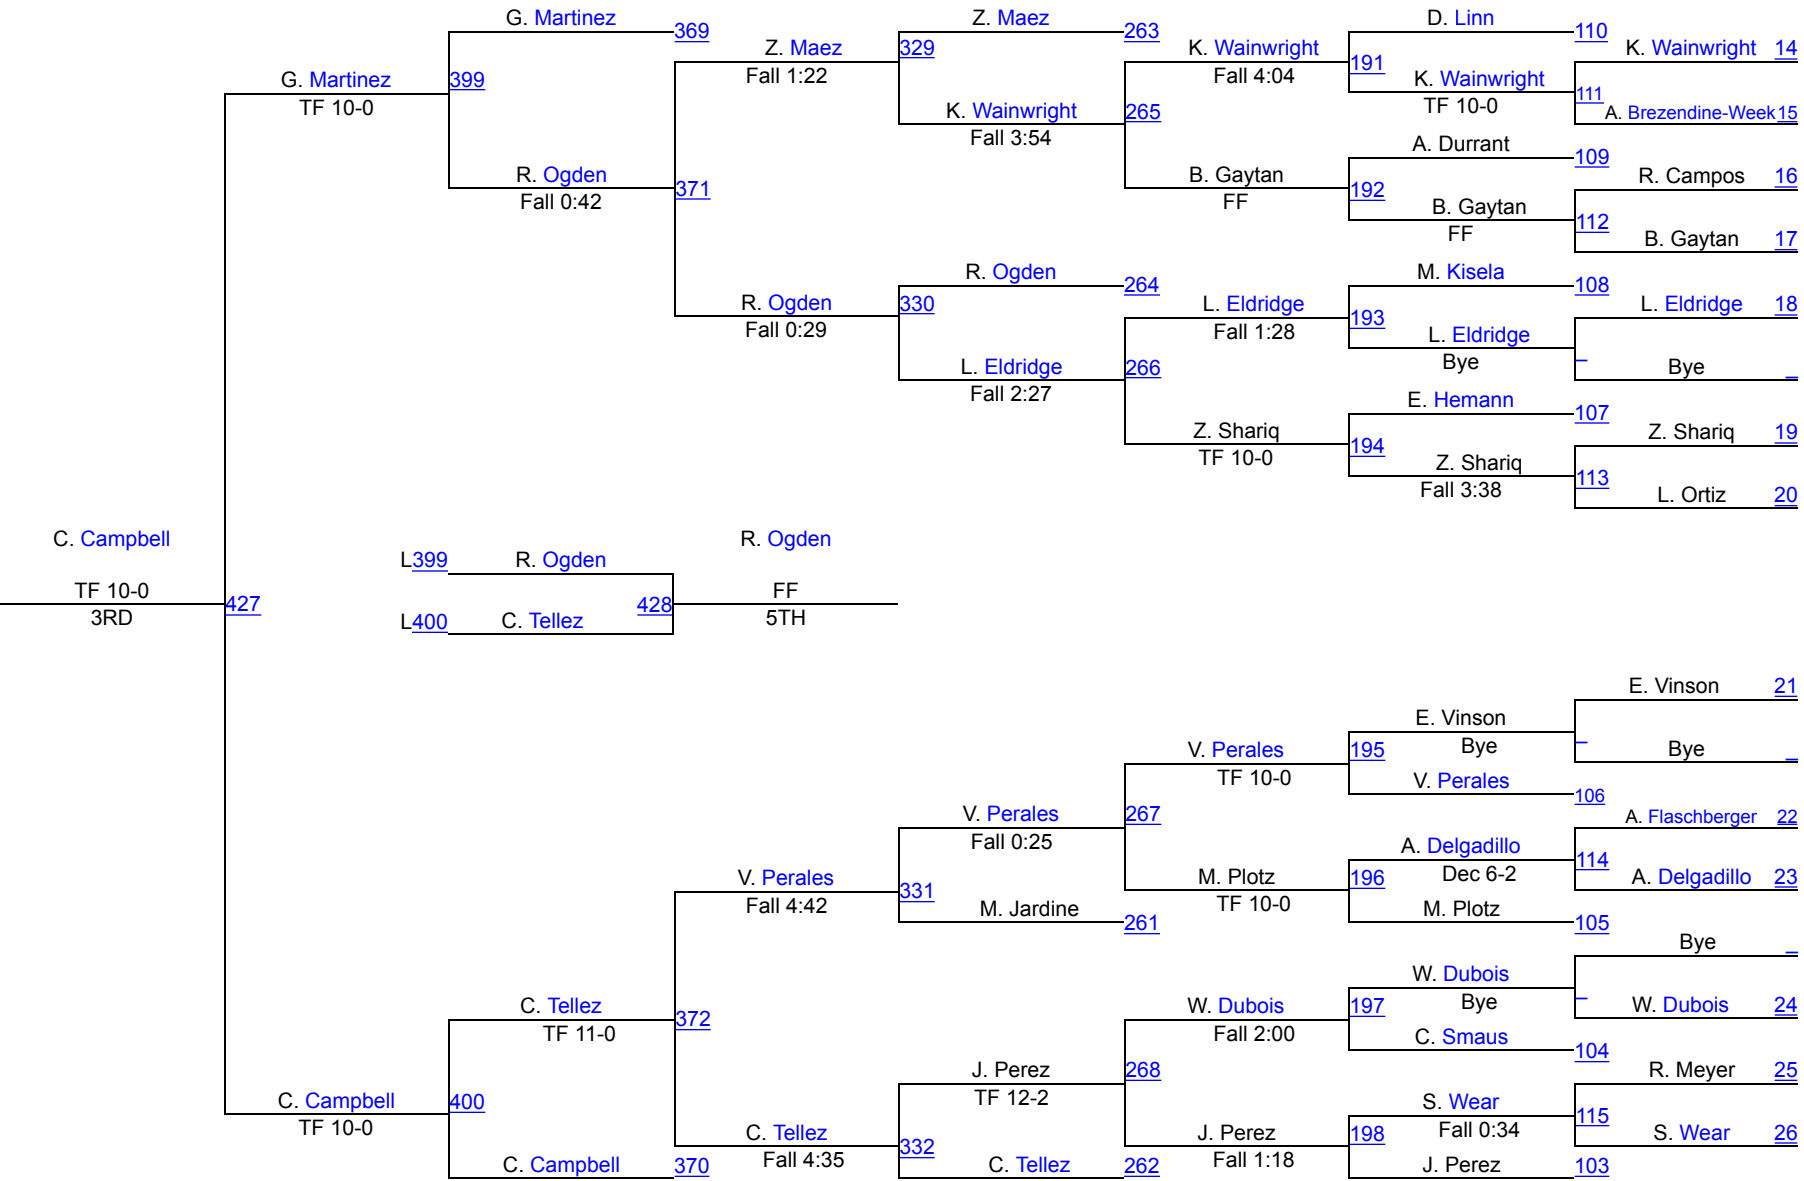 G. Martinez
369
Z. Maez
263
D. Linn
110
Z. Maez
329
K. Wainwright
K. Wainwright 14
Fall 1:22
Fall 4:04
191
G. Martinez
399
K. Wainwright
TF 10-0
TF 10-0
111
K. Wainwright
265
A. Brezendine-Week 15
Fall 3:54
A. Durrant
109
R. Ogden
371
B. Gaytan
192
R. Campos 16
Fall 0:42
FF
B. Gaytan
112
FF
B. Gaytan 17
R. Ogden
264
M. Kisela
108
R. Ogden
330
L. Eldridge
193
L. Eldridge 18
Fall 0:29
Fall 1:28
L. Eldridge
_
Bye
Bye _
L. Eldridge
266
Fall 2:27
E. Hemann
107
Z. Shariq
194
Z. Shariq 19
TF 10-0
Z. Shariq
113
Fall 3:38
L. Ortiz 20
C. Campbell
R. Ogden
L399 R. Ogden
TF 10-0
427
428
FF
3RD
5TH
L400 C. Tellez
E. Vinson 21
E. Vinson
_
V. Perales
195
Bye
Bye _
TF 10-0
V. Perales
106
V. Perales
267
A. Flaschberger 22
Fall 0:25
A. Delgadillo
114
V. Perales
331
M. Plotz
196
Dec 6-2
A. Delgadillo 23
Fall 4:42
TF 10-0
M. Jardine
261
M. Plotz
105
Bye _
W. Dubois
_
C. Tellez
372
W. Dubois
197
Bye
W. Dubois 24
TF 11-0
Fall 2:00
C. Smaus
104
J. Perez
268
R. Meyer 25
TF 12-2
C. Campbell
400
S. Wear
115
TF 10-0
C. Tellez
332
J. Perez
198
Fall 0:34
S. Wear 26
Fall 4:35
Fall 1:18
C. Campbell
370
C. Tellez
262
J. Perez
103